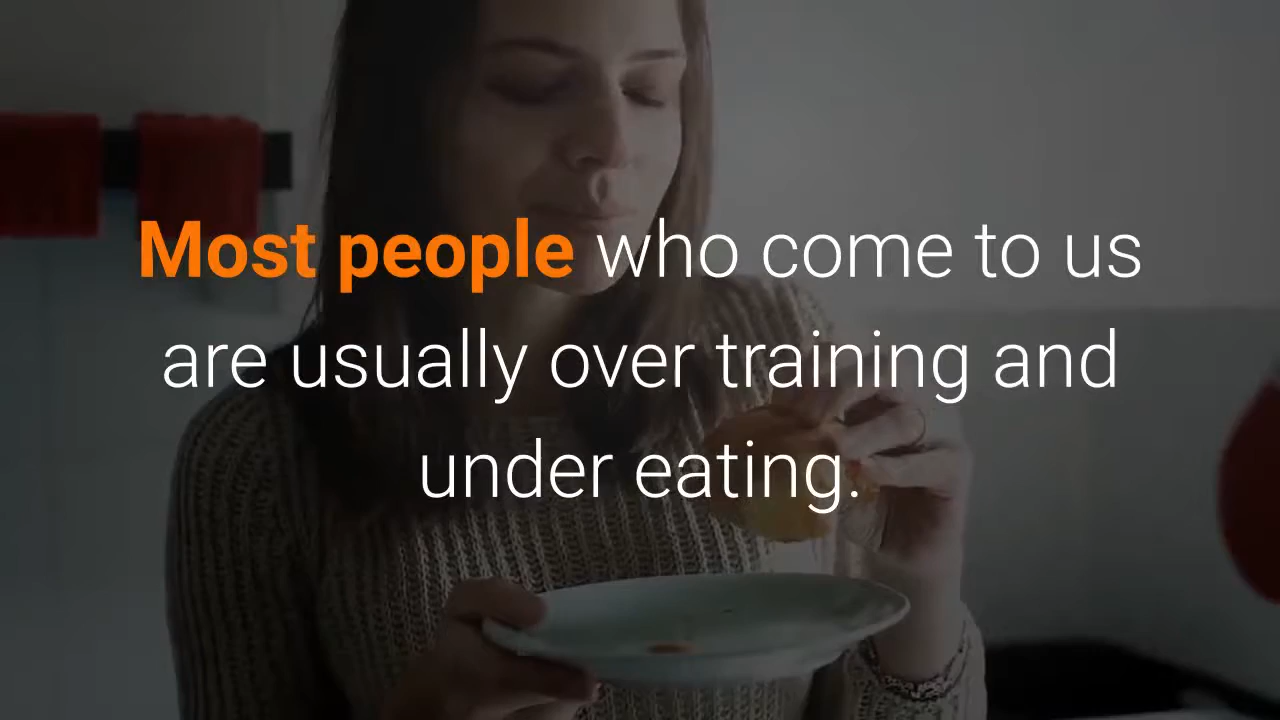 Most people who come to us
are usually over training and
under eating.